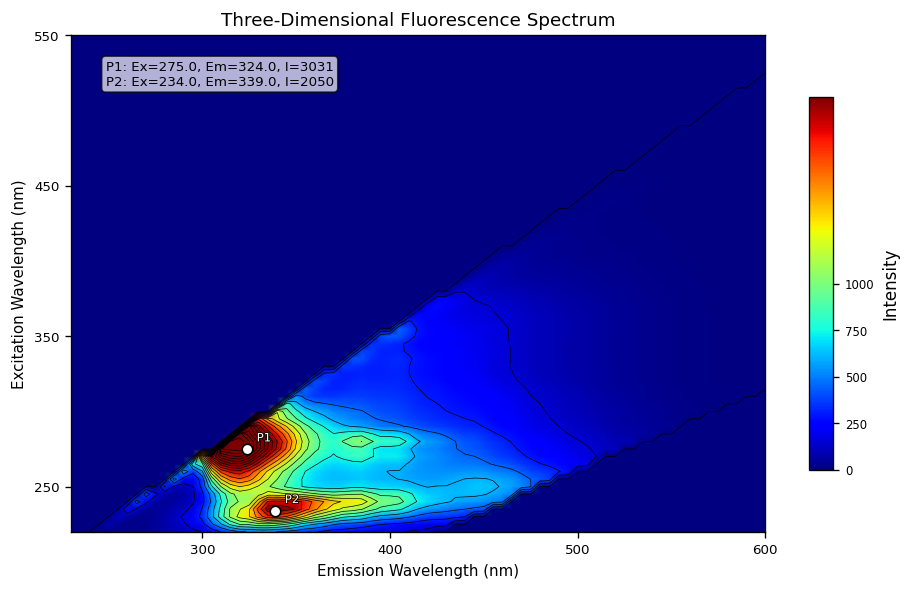 Three-Dimensional Fluorescence Spectrum
550
450
350
250
Excitation Wavelength (nm)
P1: Ex=275.0, Em=324.0, I=3031
P2: Ex=234.0, Em=339.0, I=2050
P1
P2
300
400
500
600
Emission Wavelength (nm)
1000
750
500
250
0
Intensity